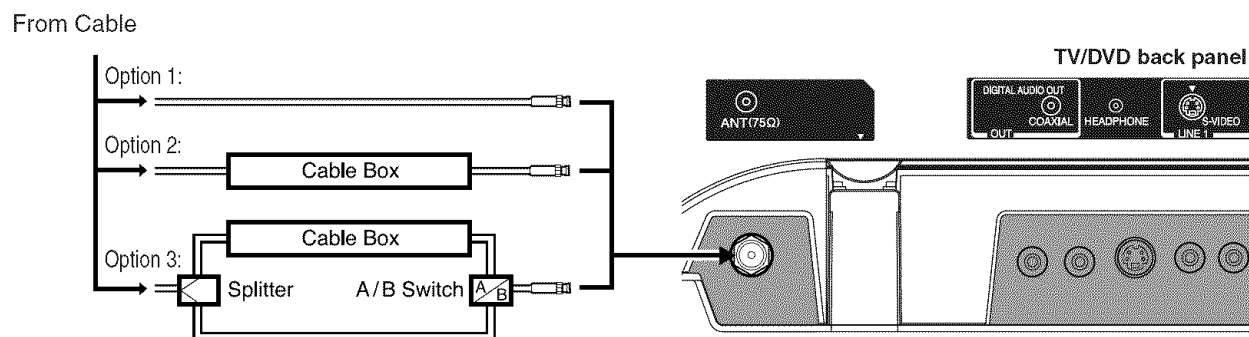 From Cable
TV/DVD back panel
Option 1:
DIGITAL AUDIO OUT
ANT(75Ω)
COAXIAL
HEADPHONE
S-VIDEO
OUT
LINE 1
Option 2:
Cable Box
Cable Box
Option 3:
Splitter
A/B Switch
A
B